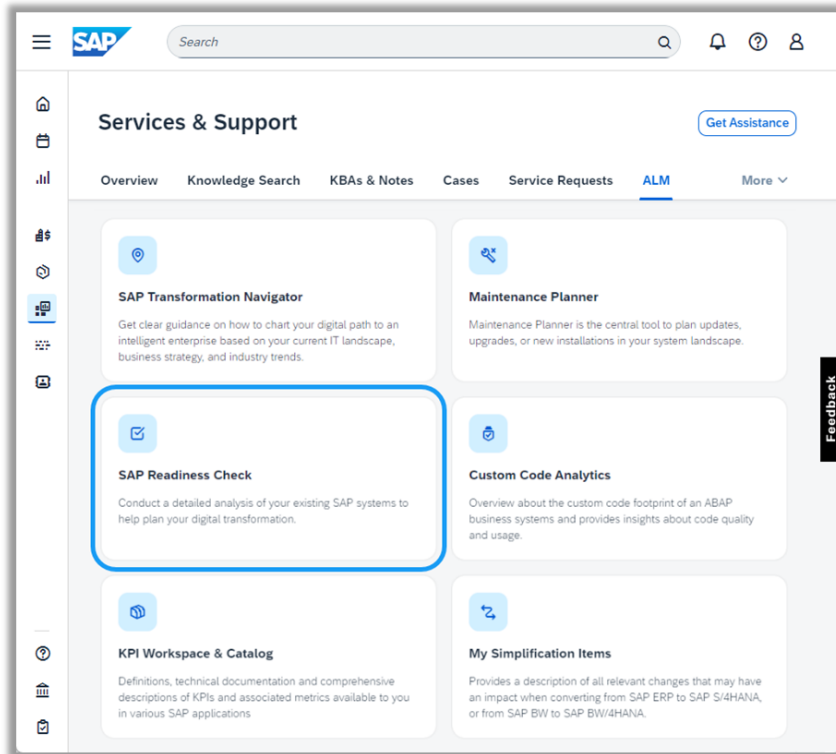 SAP
Search
Services & Support
Get Assistance
Overview Knowledge Search KBAs & Notes Cases Service Requests ALM More
SAP Transformation Navigator
Get clear guidance on how to chart your digital path to an
intelligent enterprise based on your current IT landscape,
business strategy, and industry trends.
Maintenance Planner
Maintenance Planner is the central tool to plan updates,
upgrades, or new installations in your system landscape.
SAP Readiness Check
Conduct a detailed analysis of your existing SAP systems to
help plan your digital transformation.
Custom Code Analytics
Overview about the custom code footprint of an ABAP
business systems and provides insights about code quality
and usage.
KPI Workspace & Catalog
Definitions, technical documentation and comprehensive
descriptions of KPIs and associated metrics available to you
in various SAP applications
My Simplification Items
Provides a description of all relevant changes that may have
an impact when converting from SAP ERP to SAP S/4HANA,
or from SAP BW to SAP BW/4HANA.
Feedback